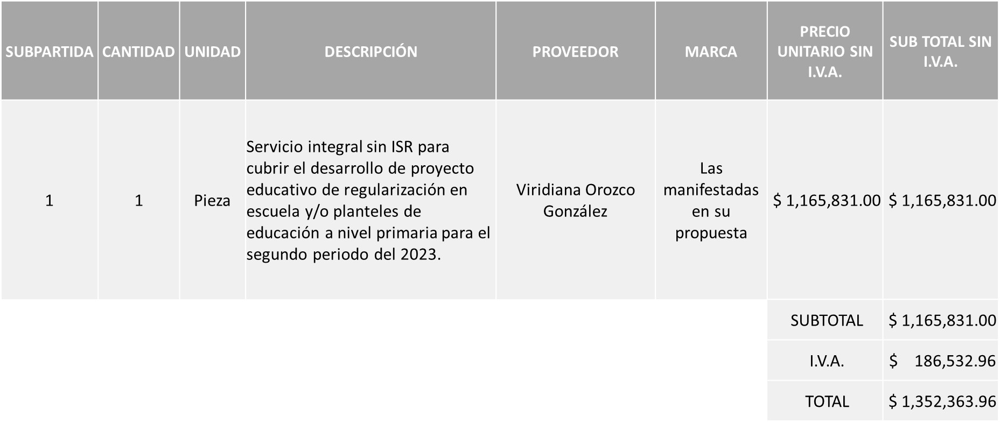 SUBPARTIDA CANTIDAD UNIDAD DESCRIPCIÓN PROVEEDOR MARCA PRECIO UNITARIO SIN I.V.A. SUB TOTAL SIN I.V.A.
1
1
Pieza
Servicio integral sin ISR para
cubrir el desarrollo de proyecto
educativo de regularización en
escuela y/o planteles de
educación a nivel primaria para el
segundo periodo del 2023.
Viridiana Orozco
González
Las
manifestadas
en su
propuesta
$ 1,165,831.00
$ 1,165,831.00
SUBTOTAL $ 1,165,831.00
I.V.A. $ 186,532.96
TOTAL $ 1,352,363.96